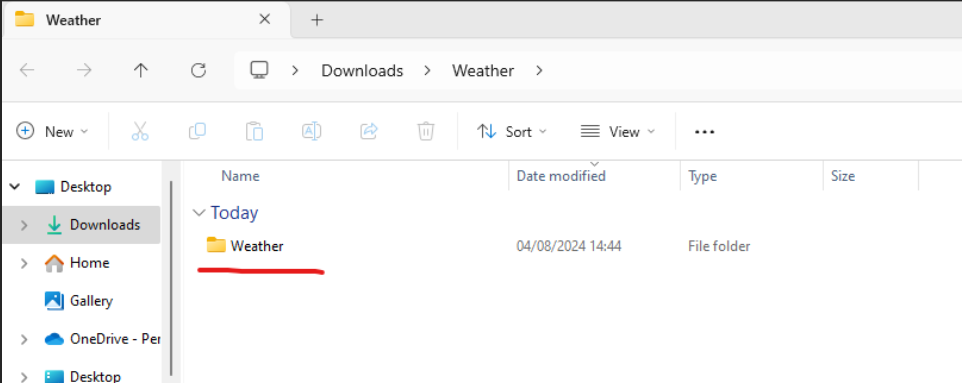 Weather
Downloads Weather
New Sort View
Name Date modified Type Size
Desktop
Today
Downloads
Weather 04/08/2024 14:44 File folder
Home
Gallery
OneDrive - Per
Desktop